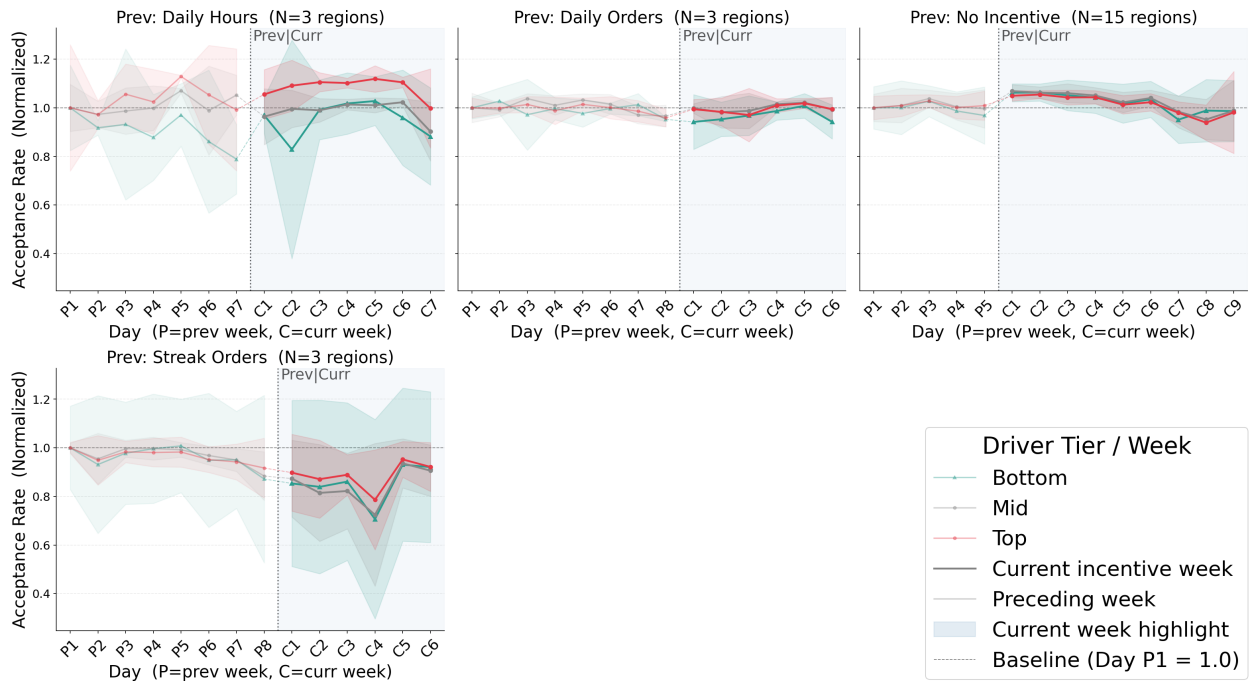 Prev: Daily Hours  (N=3 regions)
Prev: Daily Orders  (N=3 regions)
Prev: No Incentive  (N=15 regions)
Prev|Curr
Prev|Curr
Prev|Curr
Acceptance Rate  (Normalized)
1.2
1.0
0.8
0.6
0.4
P1 P2 P3 P4 P5 P6 P7 C1 C2 C3 C4 C5 C6 C7
P1 P2 P3 P4 P5 P6 P7 P8 C1 C2 C3 C4 C5 C6
P1 P2 P3 P4 P5 C1 C2 C3 C4 C5 C6 C7 C8 C9
Day  (P=prev week, C=curr week)
Day  (P=prev week, C=curr week)
Day  (P=prev week, C=curr week)
Prev: Streak Orders  (N=3 regions)
Prev|Curr
Acceptance Rate  (Normalized)
1.2
1.0
0.8
0.6
0.4
P1 P2 P3 P4 P5 P6 P7 P8 C1 C2 C3 C4 C5 C6
Day  (P=prev week, C=curr week)
Driver Tier / Week
Bottom
Mid
Top
Current incentive week
Preceding week
Current week highlight
Baseline (Day P1 = 1.0)